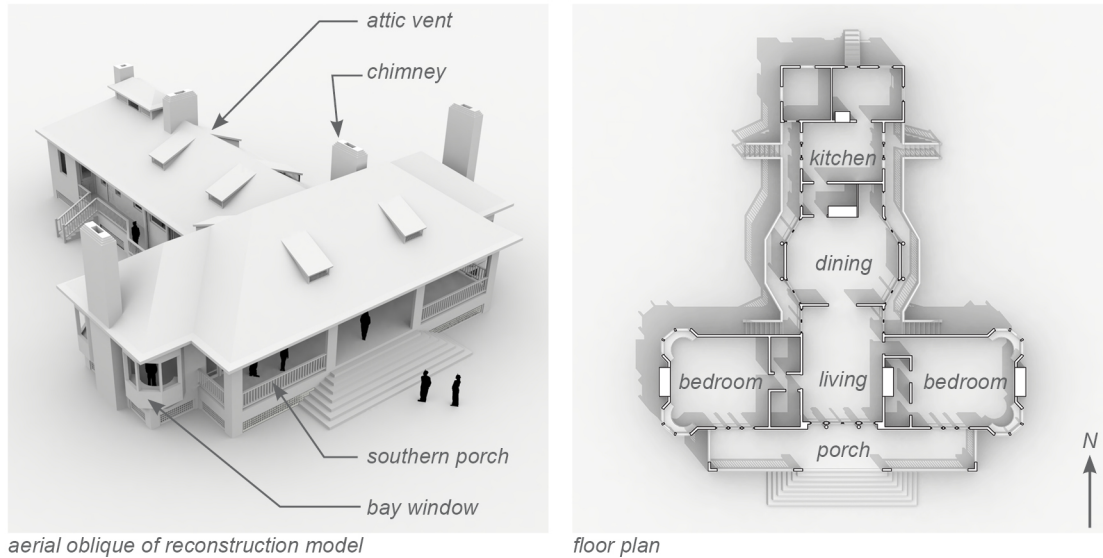 attic vent
chimney
southern porch
bay window
aerial oblique of reconstruction model
kitchen
dining
bedroom
living
bedroom
porch
N
floor plan